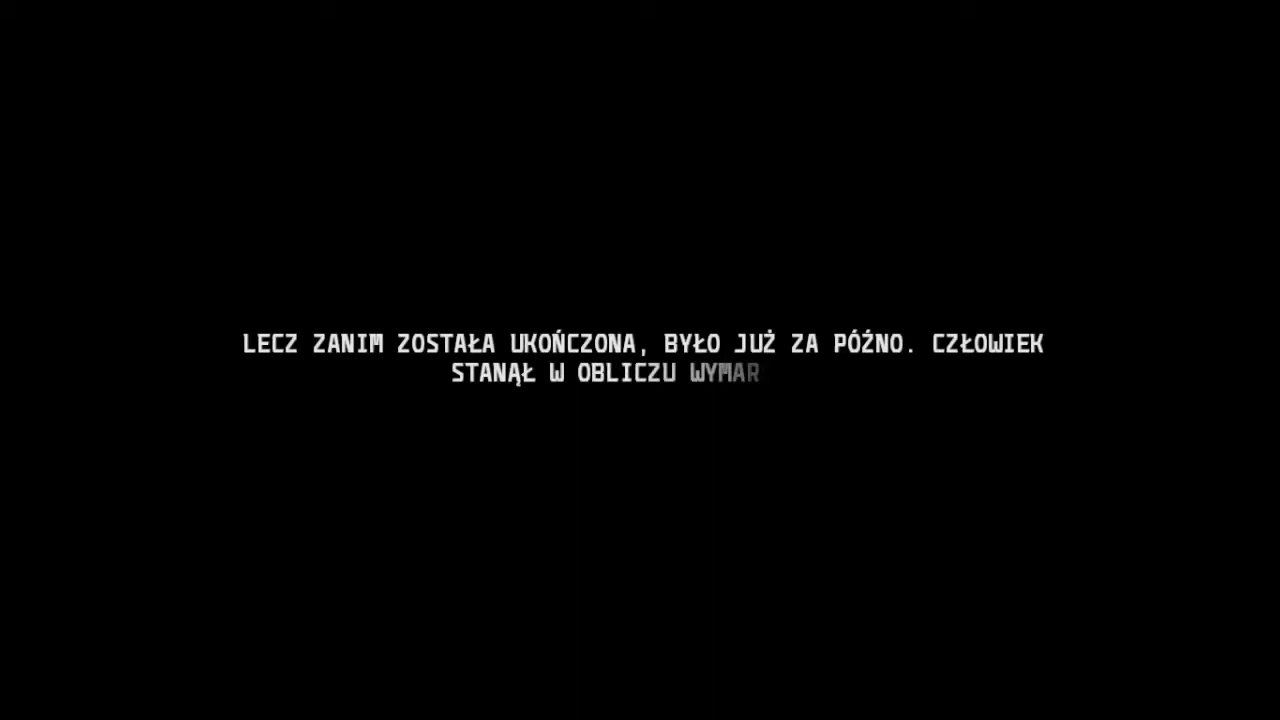 LECZ ZANIM ZOSTAŁA UKOŃCZONA, BYŁO JUŻ ZA PÓŹNO. CZŁOWIEK
STANĄŁ W OBLICZU WYMAR